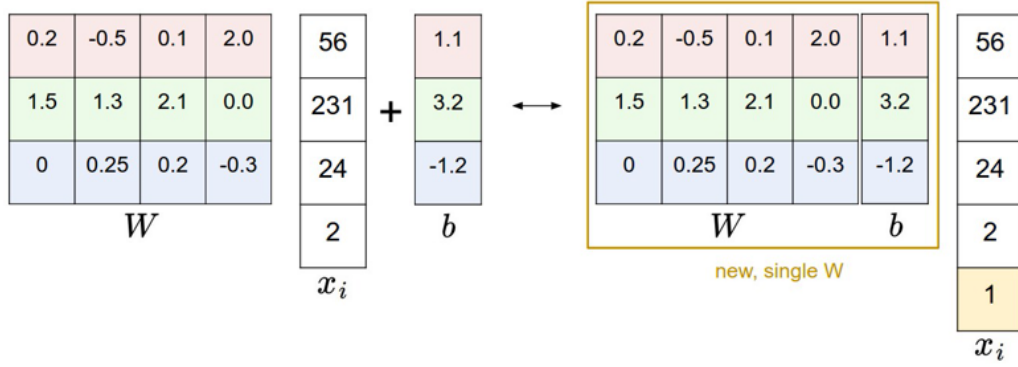 0.2 -0.5 0.1 2.0 56 1.1 0.2 -0.5 0.1 2.0 1.1 56
1.5 1.3 2.1 0.0 231 + 3.2 ↔ 1.5 1.3 2.1 0.0 3.2 231
0 0.25 0.2 -0.3 24 -1.2 0 0.25 0.2 -0.3 -1.2 24
W 2 b W b 2
x_i new, single W 1
x_i